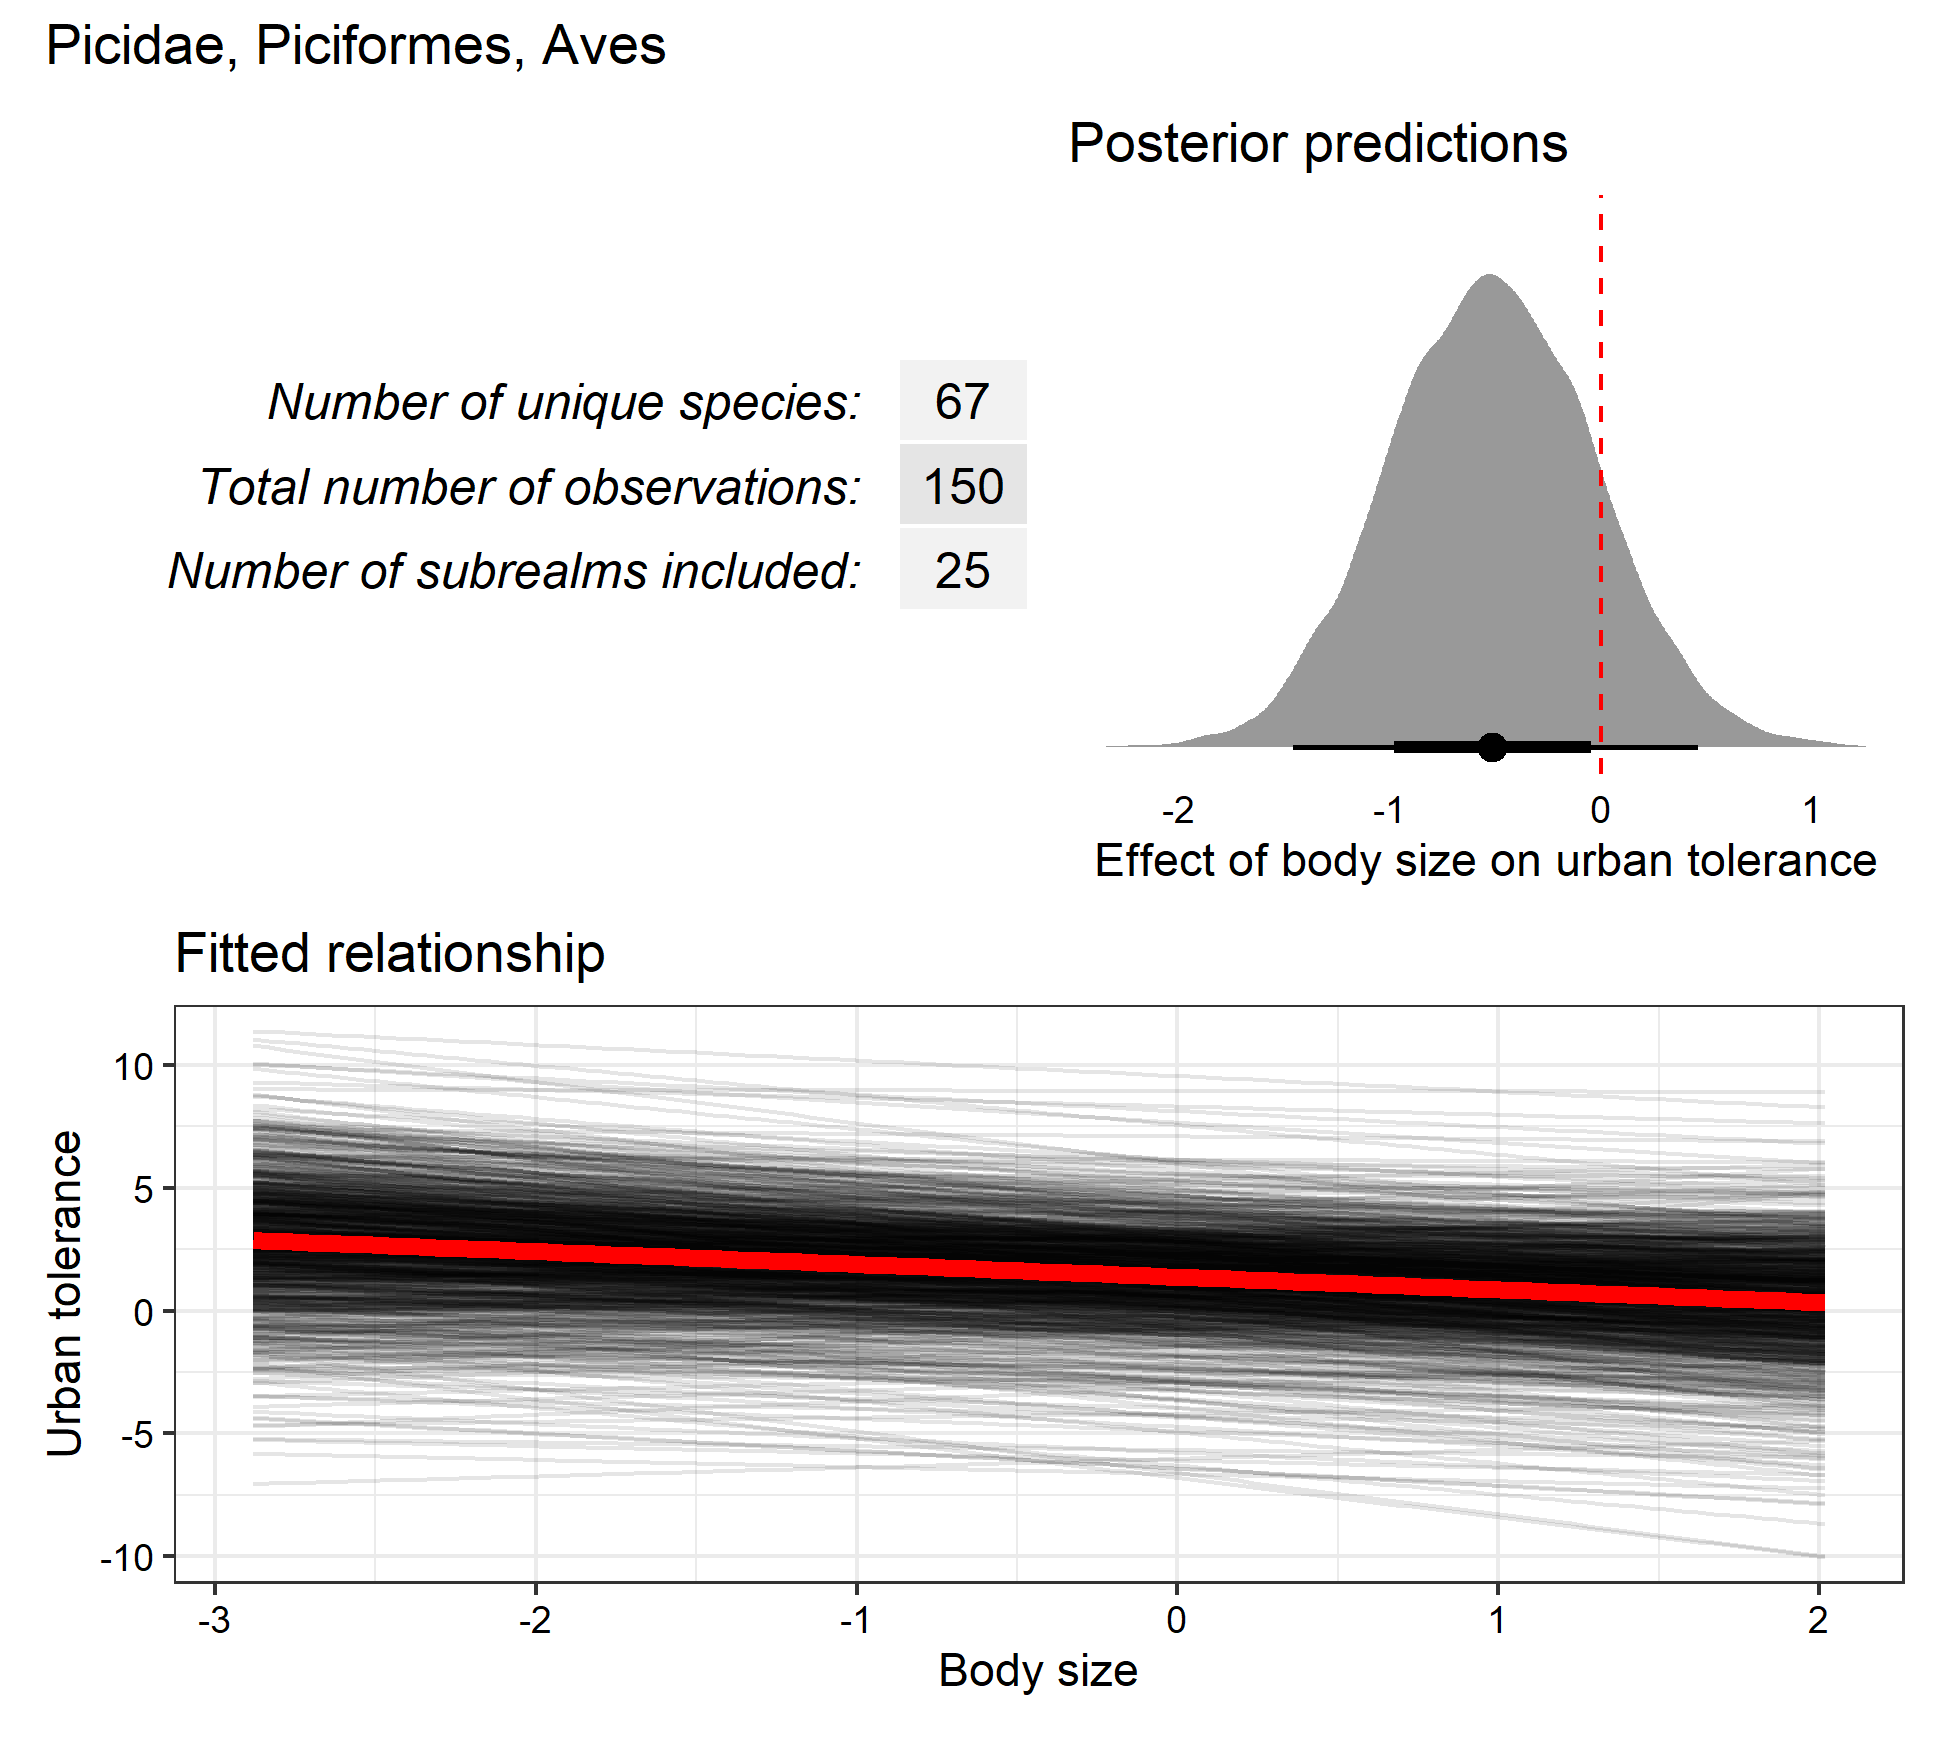 Picidae, Piciformes, Aves
Posterior predictions
Number of unique species: 67
Total number of observations: 150
Number of subrealms included: 25
-2 -1 0 1
Effect of body size on urban tolerance
Fitted relationship
Urban tolerance
10
5
0
-5
-10
-3 -2 -1 0 1 2
Body size